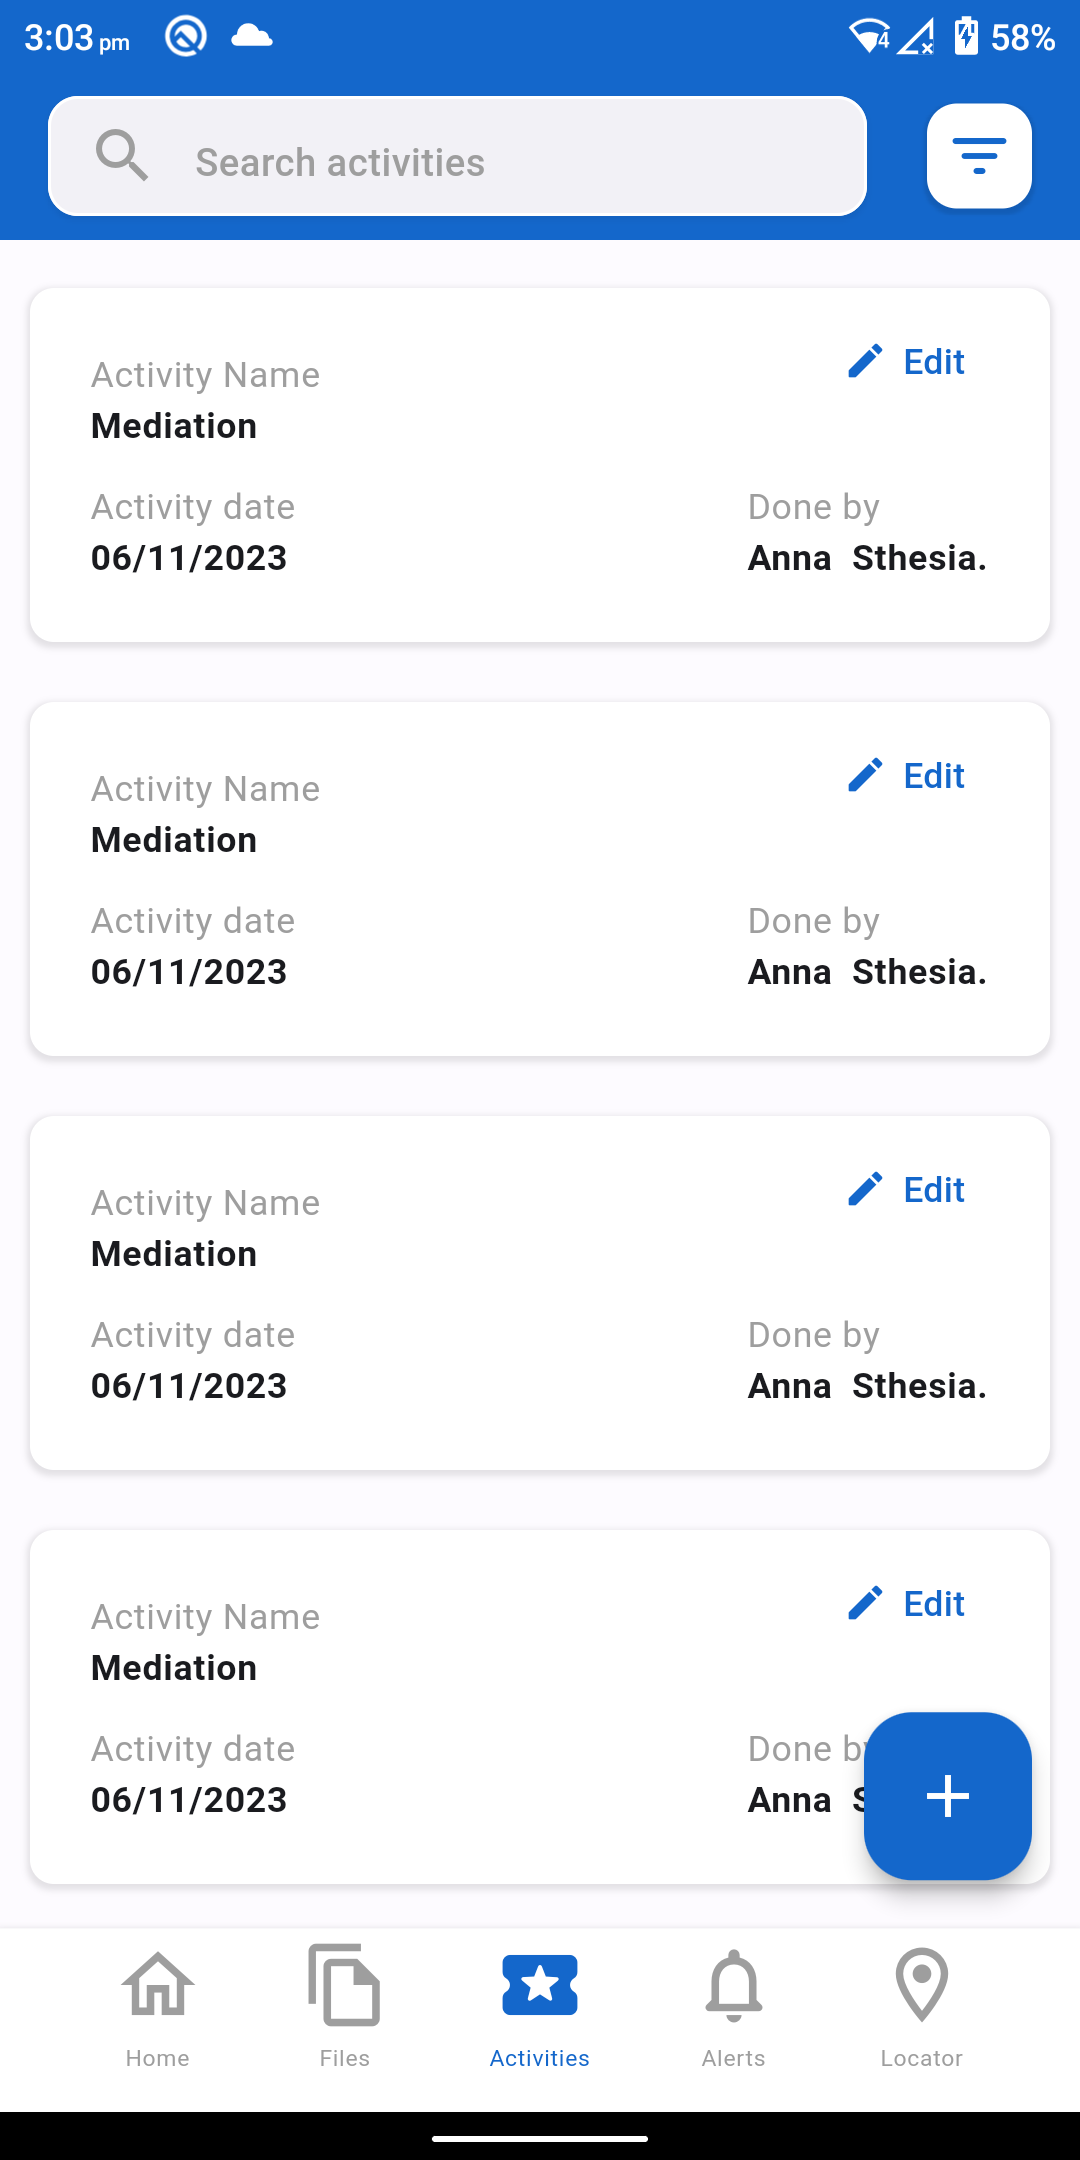 3:03 pm 4 58%
Search activities
Edit
Activity Name
Mediation
Activity date Done by
06/11/2023 Anna  Sthesia.
Edit
Activity Name
Mediation
Activity date Done by
06/11/2023 Anna  Sthesia.
Edit
Activity Name
Mediation
Activity date Done by
06/11/2023 Anna  Sthesia.
Edit
Activity Name
Mediation
Activity date Done
06/11/2023 Anna
Home Files Activities Alerts Locator